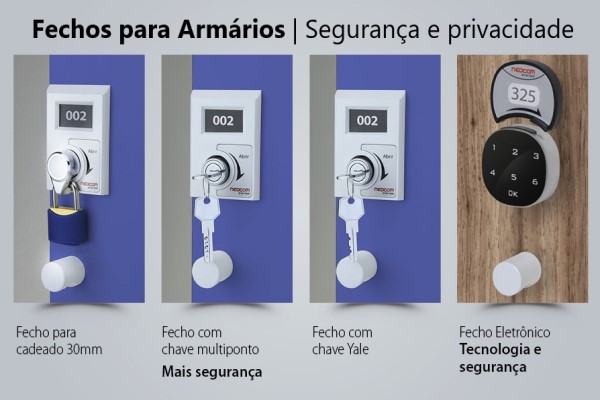 Fechos para Armários | Segurança e privacidade
002
Abrir
neocom
002
Abrir
neocom
002
Abrir
neocom
neocom
325
1 2 3
4 5 6
OK
Fecho para
cadeado 30mm
Fecho com
chave multiponto
Mais segurança
Fecho com
chave Yale
Fecho Eletrônico
Tecnologia e
segurança